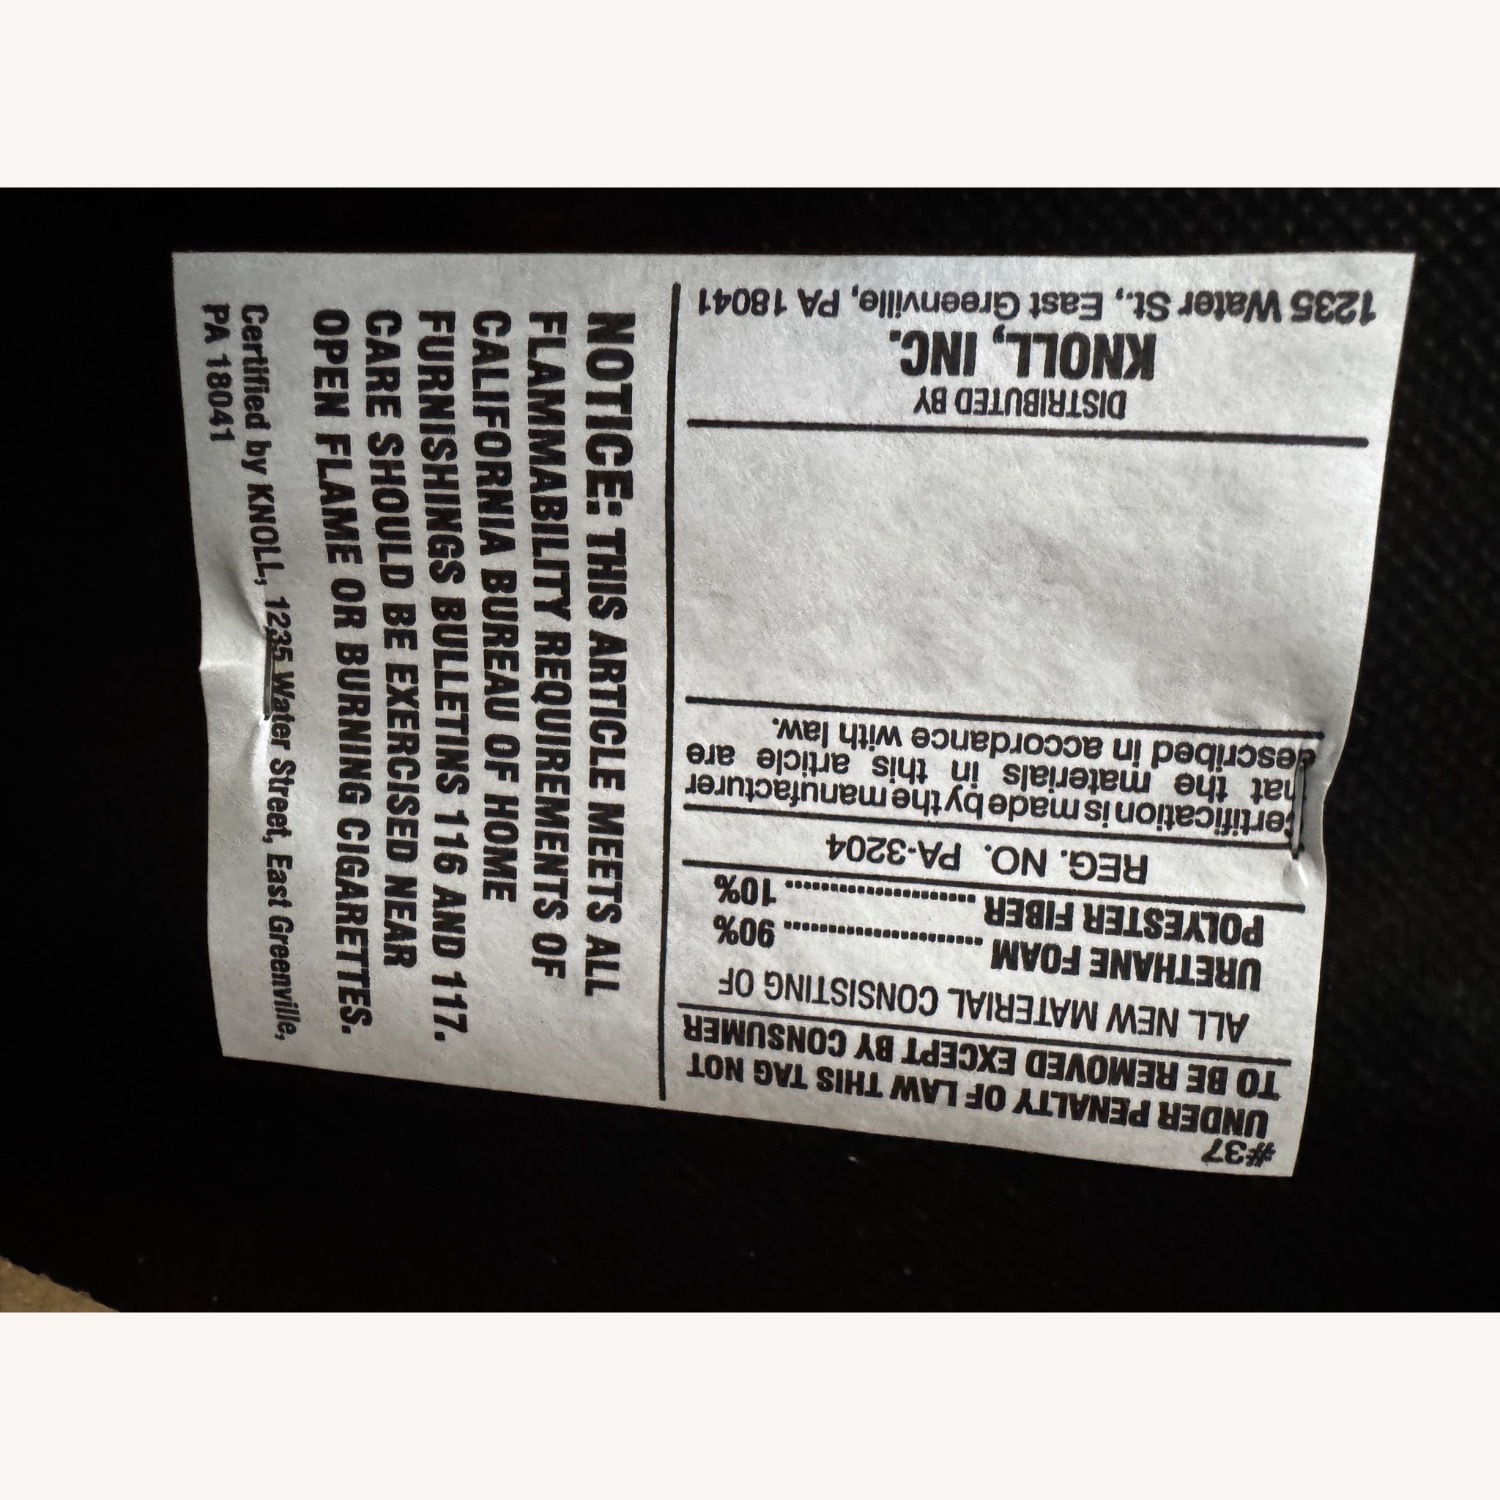 #37
UNDER PENALTY OF LAW THIS TAG NOT
TO BE REMOVED EXCEPT BY CONSUMER
ALL NEW MATERIAL CONSISTING OF
URETHANE FOAM ........................ 90%
POLYESTER FIBER ...................... 10%
REG. NO. PA-3204
ertification is made by the manufacturer
hat the materials in this article are
described in accordance with law.
DISTRIBUTED BY
KNOLL, INC.
1235 Water St., East Greenville, PA 18041
NOTICE: THIS ARTICLE MEETS ALL
FLAMMABILITY REQUIREMENTS OF
CALIFORNIA BUREAU OF HOME
FURNISHINGS BULLETINS 116 AND 117.
CARE SHOULD BE EXERCISED NEAR
OPEN FLAME OR BURNING CIGARETTES.
Certified by KNOLL, 1235 Water Street, East Greenville,
PA 18041